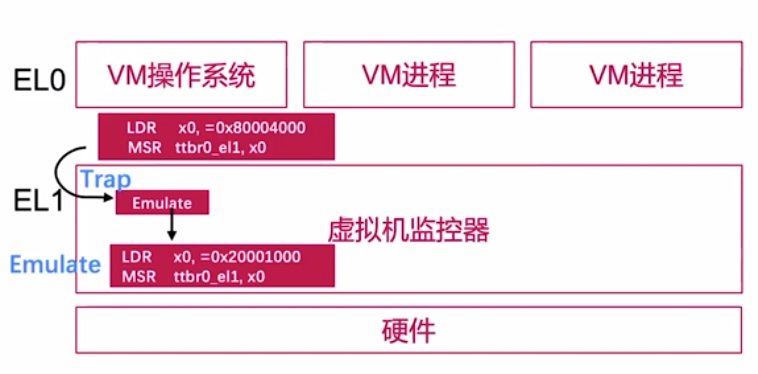 EL0
VM操作系统
VM进程
VM进程
LDR x0, =0x80004000
MSR ttbr0_el1, x0
Trap
EL1
Emulate
虚拟机监控器
Emulate
LDR x0, =0x20001000
MSR ttbr0_el1, x0
硬件